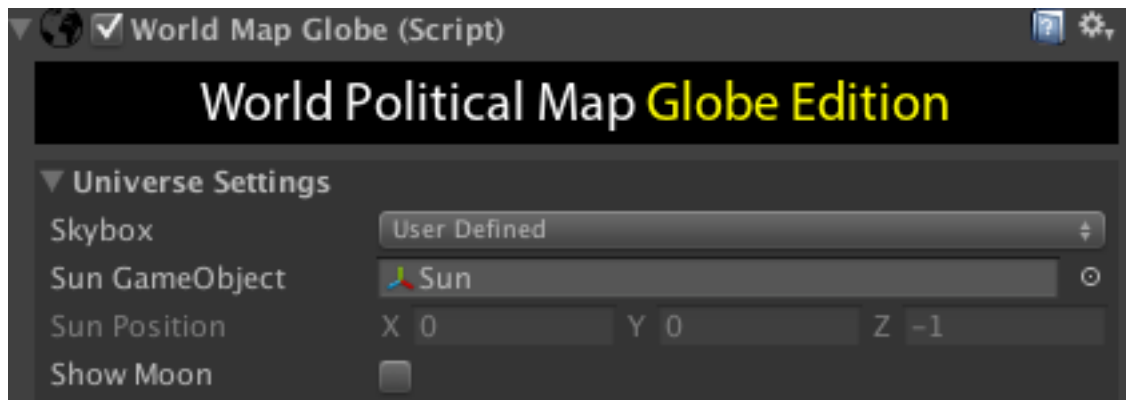 World Map Globe (Script)
World Political Map Globe Edition
Universe Settings
Skybox User Defined
Sun GameObject Sun
Sun Position X 0 Y 0 Z -1
Show Moon